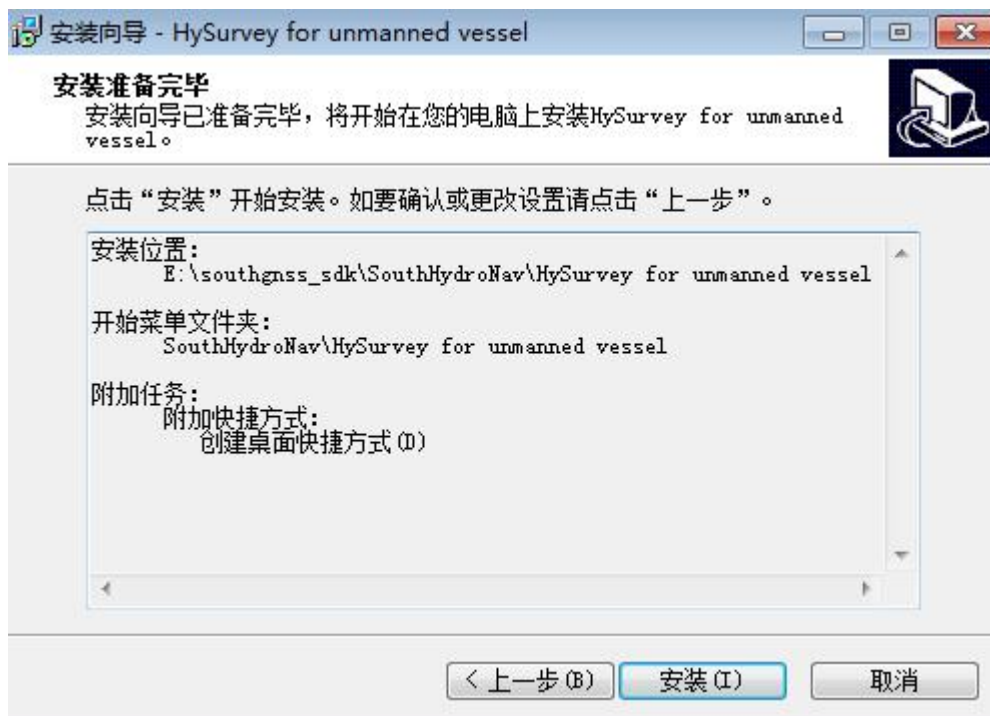 安装向导 - HySurvey for unmanned vessel
安装准备完毕
安装向导已准备完毕，将开始在您的电脑上安装HySurvey for unmanned
vessel。
点击“安装”开始安装。如要确认或更改设置请点击“上一步”。
安装位置：
E:\southgnss_sdk\SouthHydroNav\HySurvey for unmanned vessel
开始菜单文件夹：
SouthHydroNav\HySurvey for unmanned vessel
附加任务：
附加快捷方式：
创建桌面快捷方式(D)
< 上一步(B) 安装(I) 取消